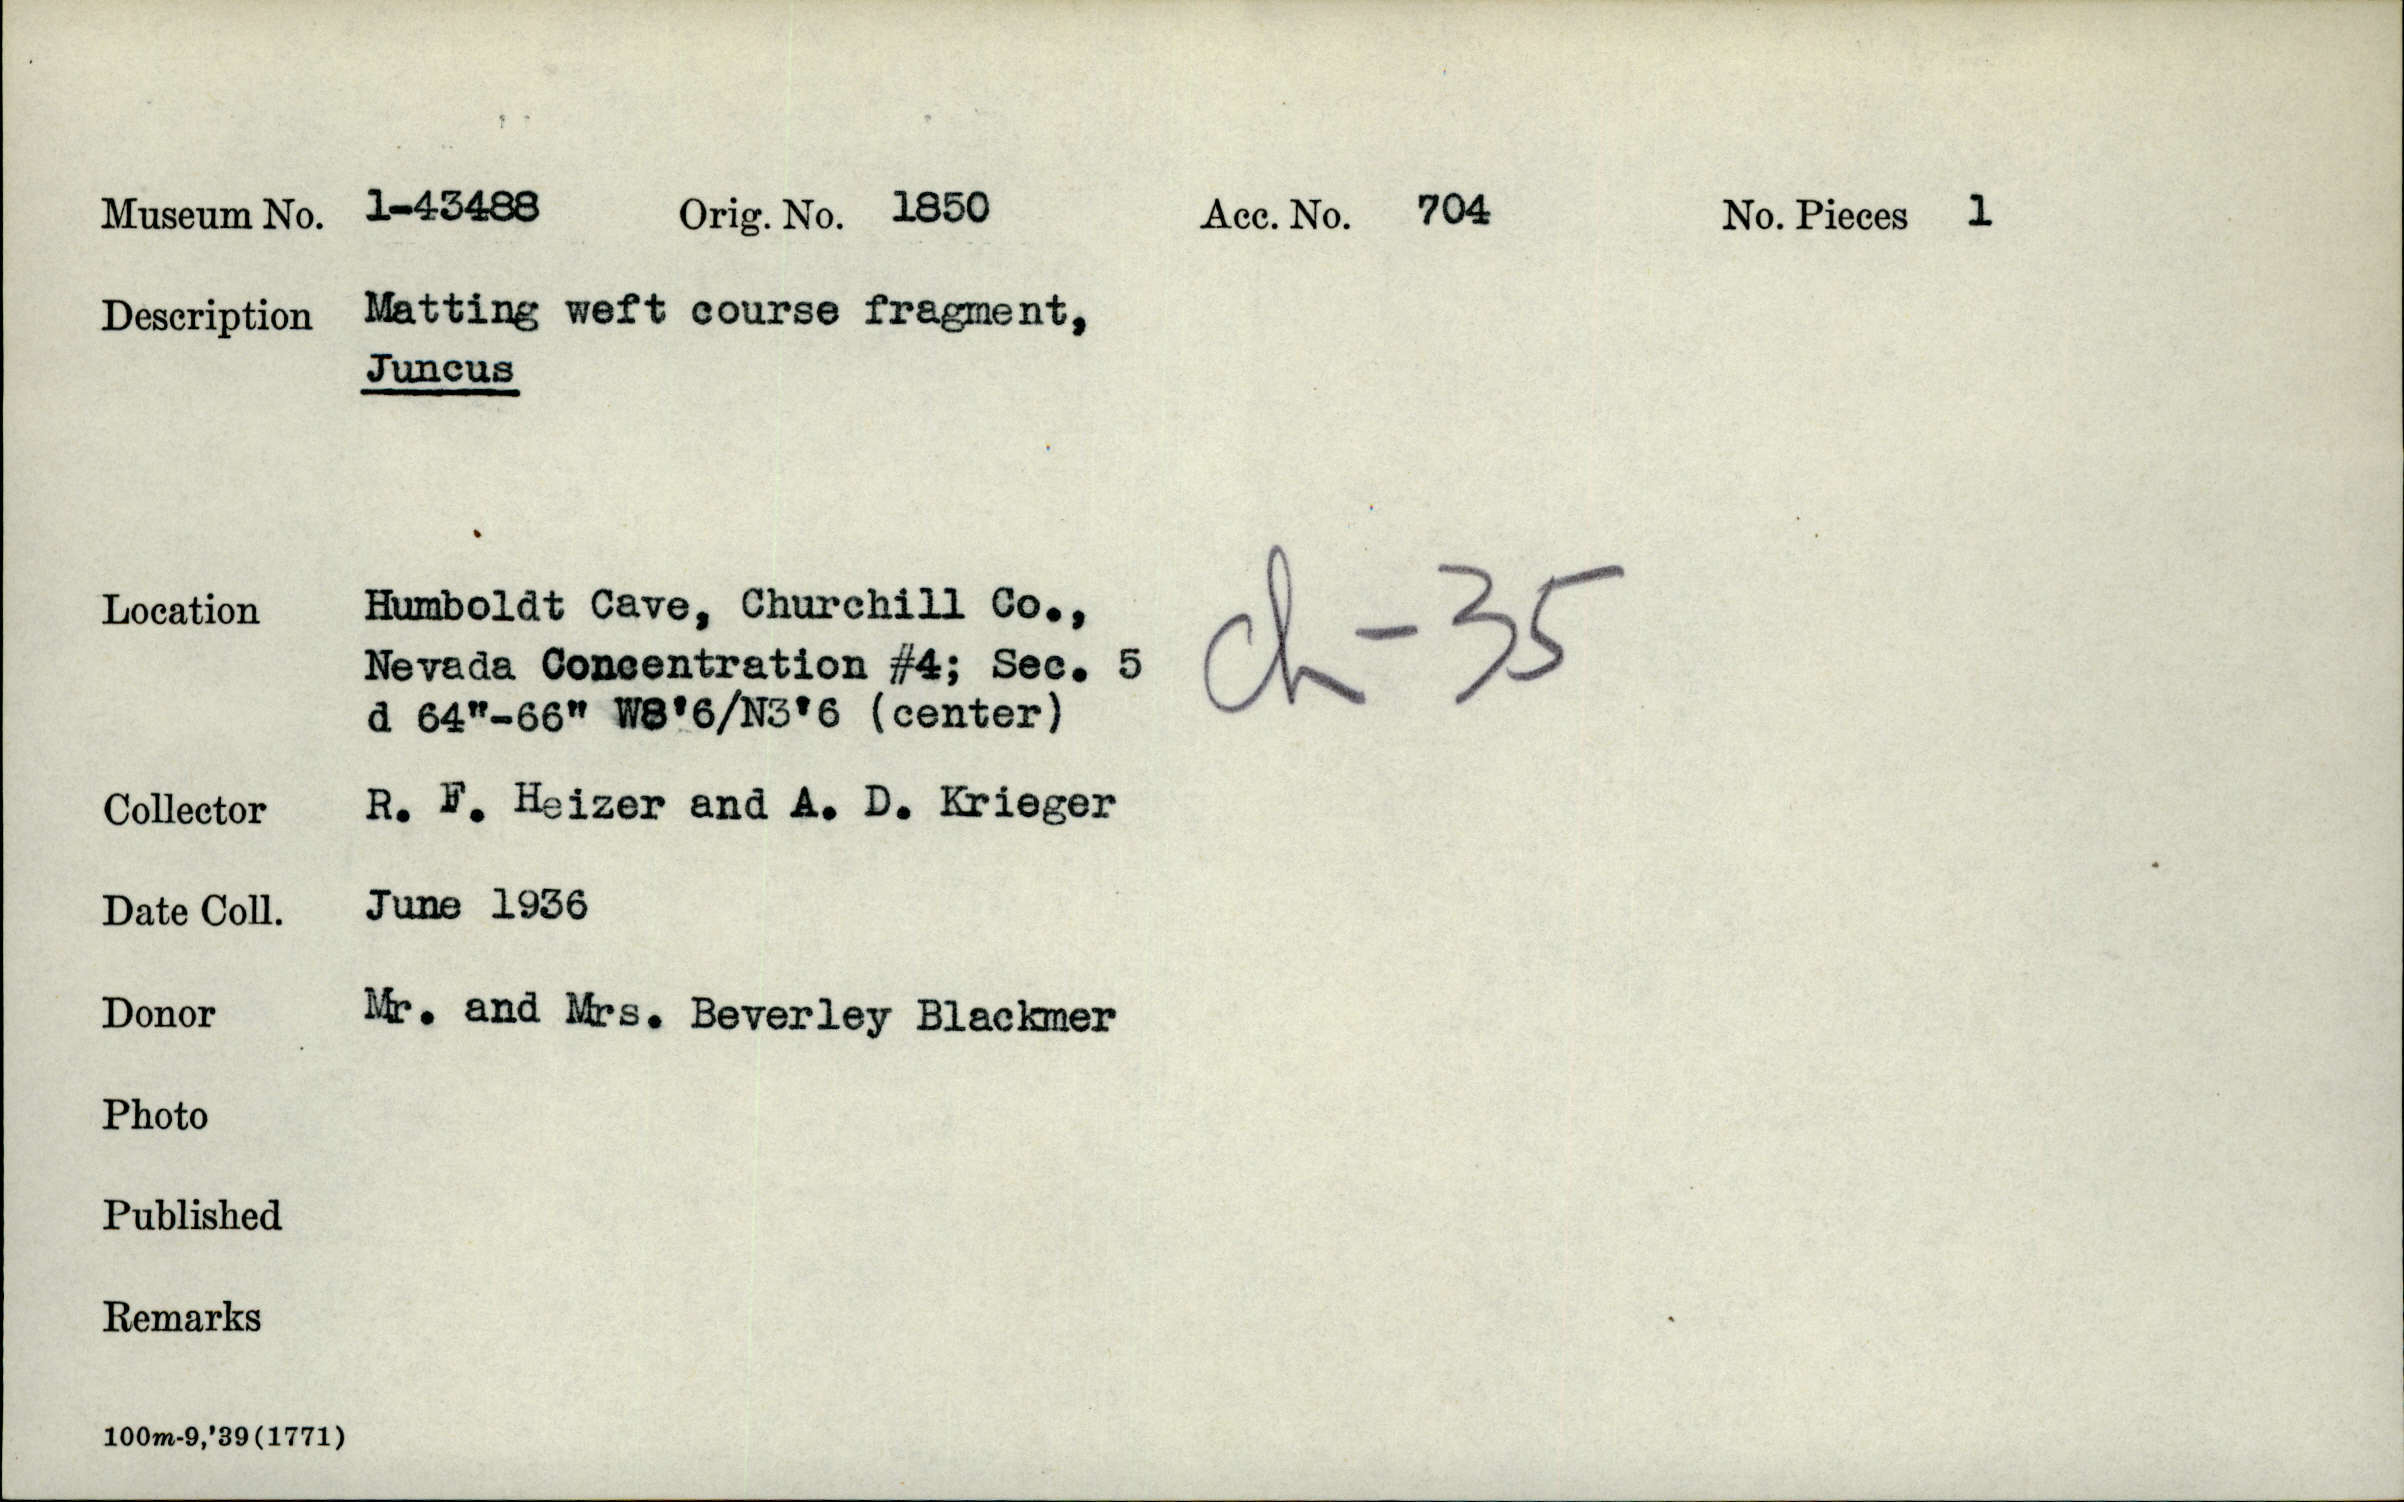 Museum No. 1-43488 Orig. No. 1850 Acc. No. 704 No. Pieces 1
Description Matting weft course fragment,
Juncus
Location Humboldt Cave, Churchill Co.,
Nevada Concentration #4; Sec. 5
d 64"-66" W8'6/N3'6 (center)
ch-35
Collector R. F. Heizer and A. D. Krieger
Date Coll. June 1936
Donor Mr. and Mrs. Beverley Blackmer
Photo
Published
Remarks
100m-9,'39(1771)